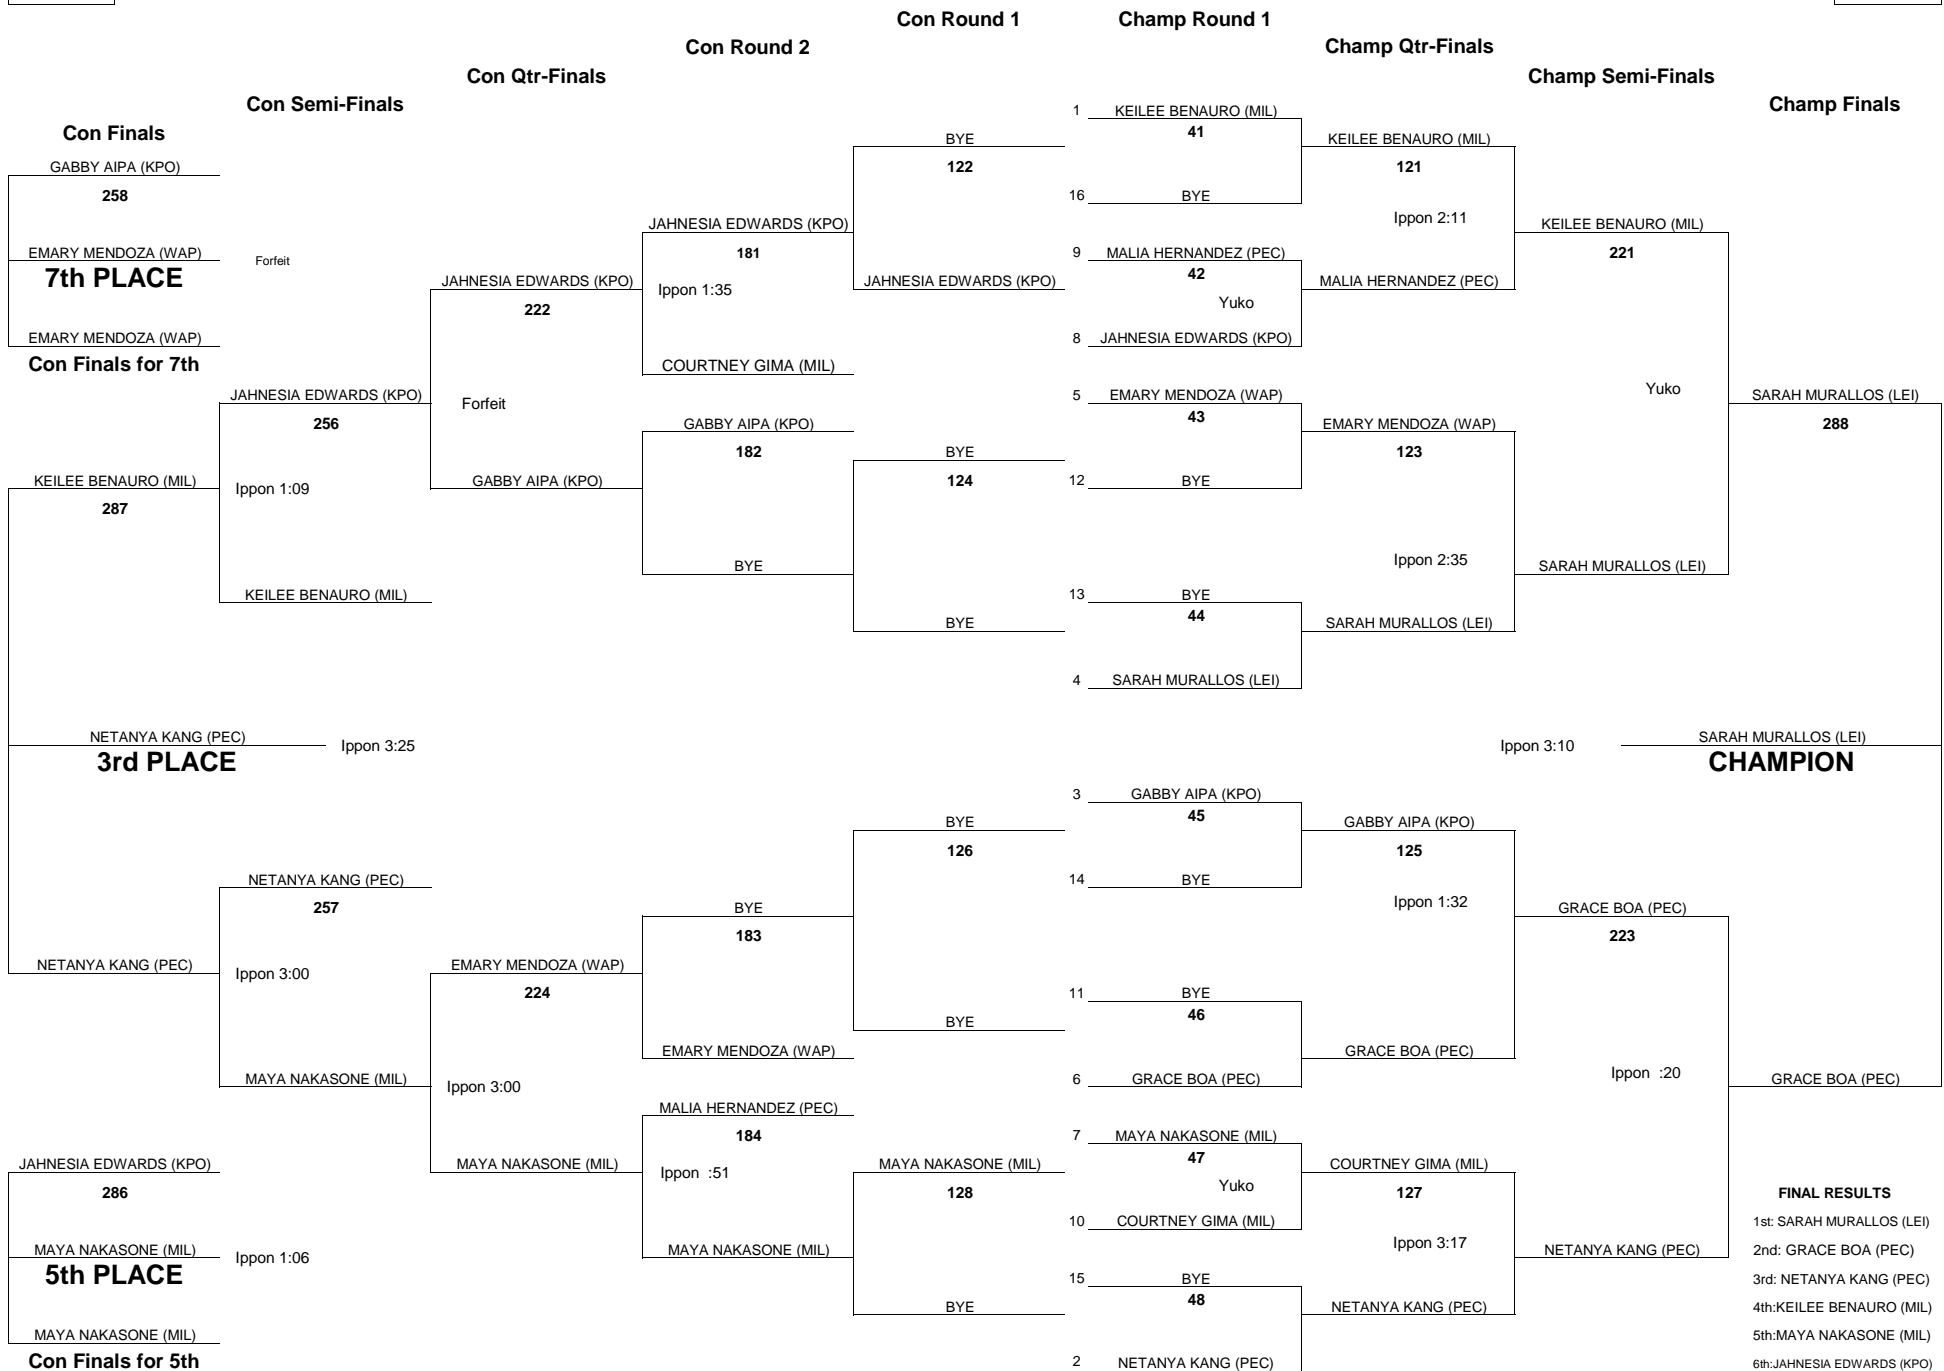 Con Round 1
Champ Round 1
Con Round 2
Champ Qtr-Finals
Con Qtr-Finals
Champ Semi-Finals
Con Semi-Finals
Champ Finals
Con Finals
GABBY AIPA (KPO)
258
EMARY MENDOZA (WAP)
7th PLACE
Forfeit
EMARY MENDOZA (WAP)
Con Finals for 7th
KEILEE BENAURO (MIL)
287
NETANYA KANG (PEC)
3rd PLACE
Ippon 3:25
NETANYA KANG (PEC)
JAHNESIA EDWARDS (KPO)
286
MAYA NAKASONE (MIL)
5th PLACE
Ippon 1:06
MAYA NAKASONE (MIL)
Con Finals for 5th
JAHNESIA EDWARDS (KPO)
256
Ippon 1:09
KEILEE BENAURO (MIL)
NETANYA KANG (PEC)
257
Ippon 3:00
MAYA NAKASONE (MIL)
JAHNESIA EDWARDS (KPO)
222
Forfeit
GABBY AIPA (KPO)
EMARY MENDOZA (WAP)
224
Ippon 3:00
MAYA NAKASONE (MIL)
JAHNESIA EDWARDS (KPO)
181
Ippon 1:35
COURTNEY GIMA (MIL)
GABBY AIPA (KPO)
182
BYE
BYE
183
EMARY MENDOZA (WAP)
MALIA HERNANDEZ (PEC)
184
Ippon :51
MAYA NAKASONE (MIL)
BYE
122
JAHNESIA EDWARDS (KPO)
BYE
124
BYE
BYE
126
BYE
MAYA NAKASONE (MIL)
128
BYE
1 KEILEE BENAURO (MIL)
41
16 BYE
9 MALIA HERNANDEZ (PEC)
42
Yuko
8 JAHNESIA EDWARDS (KPO)
5 EMARY MENDOZA (WAP)
43
12 BYE
13 BYE
44
4 SARAH MURALLOS (LEI)
3 GABBY AIPA (KPO)
45
14 BYE
11 BYE
46
6 GRACE BOA (PEC)
7 MAYA NAKASONE (MIL)
47
Yuko
10 COURTNEY GIMA (MIL)
15 BYE
48
2 NETANYA KANG (PEC)
KEILEE BENAURO (MIL)
121
Ippon 2:11
MALIA HERNANDEZ (PEC)
EMARY MENDOZA (WAP)
123
Ippon 2:35
SARAH MURALLOS (LEI)
GABBY AIPA (KPO)
125
Ippon 1:32
GRACE BOA (PEC)
COURTNEY GIMA (MIL)
127
Ippon 3:17
NETANYA KANG (PEC)
KEILEE BENAURO (MIL)
221
Yuko
SARAH MURALLOS (LEI)
GRACE BOA (PEC)
223
Ippon :20
NETANYA KANG (PEC)
SARAH MURALLOS (LEI)
288
Ippon 3:10
SARAH MURALLOS (LEI)
CHAMPION
GRACE BOA (PEC)
FINAL RESULTS
1st: SARAH MURALLOS (LEI)
2nd: GRACE BOA (PEC)
3rd: NETANYA KANG (PEC)
4th:KEILEE BENAURO (MIL)
5th:MAYA NAKASONE (MIL)
6th:JAHNESIA EDWARDS (KPO)